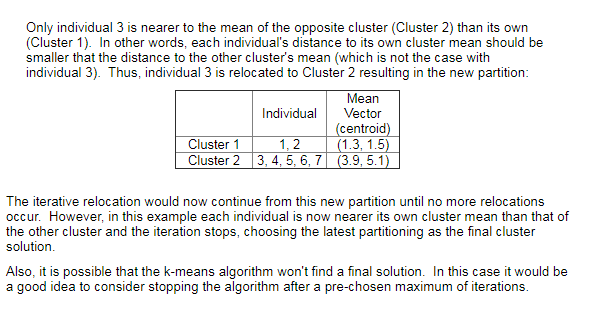 Only individual 3 is nearer to the mean of the opposite cluster (Cluster 2) than its own
(Cluster 1).  In other words, each individual's distance to its own cluster mean should be
smaller that the distance to the other cluster's mean (which is not the case with
individual 3).  Thus, individual 3 is relocated to Cluster 2 resulting in the new partition:
Individual Mean
Vector
(centroid)
Cluster 1 1, 2 (1.3, 1.5)
Cluster 2 3, 4, 5, 6, 7 (3.9, 5.1)
The iterative relocation would now continue from this new partition until no more relocations
occur.  However, in this example each individual is now nearer its own cluster mean than that of
the other cluster and the iteration stops, choosing the latest partitioning as the final cluster
solution.
Also, it is possible that the k-means algorithm won't find a final solution.  In this case it would be
a good idea to consider stopping the algorithm after a pre-chosen maximum of iterations.